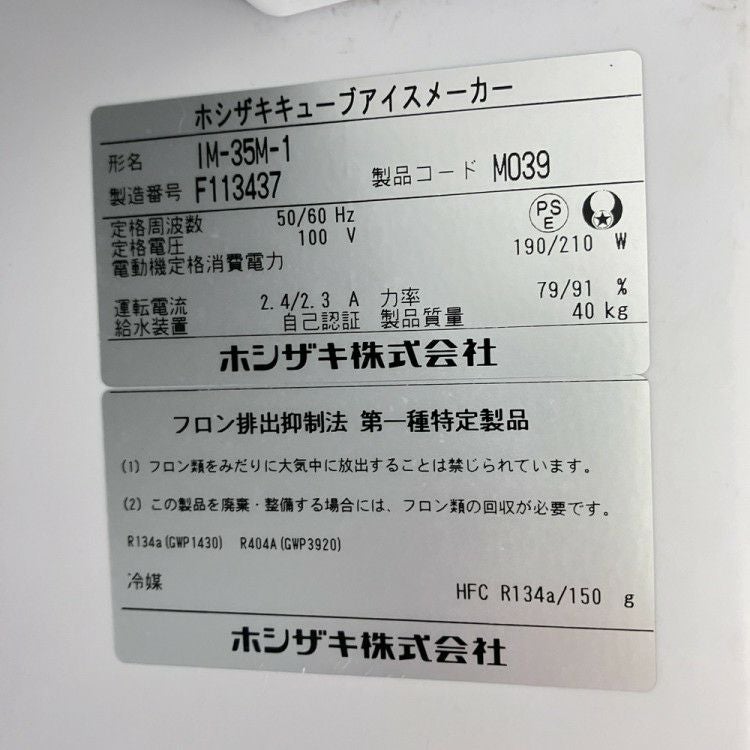 ホシザキキューブアイスメーカー
形名 IM-35M-1
製造番号 F113437 製品コード M039
定格周波数 50/60 Hz
PS E
定格電圧 100 V
電動機定格消費電力 190/210 W
運転電流 2.4/2.3 A 力率 79/91 %
給水装置 自己認証 製品質量 40 kg
ホシザキ株式会社
フロン排出抑制法 第一種特定製品
(1) フロン類をみだりに大気中に放出することは禁じられています。
(2) この製品を廃棄・整備する場合には、フロン類の回収が必要です。
R134a(GWP1430) R404A(GWP3920)
冷媒 HFC R134a/150 g
ホシザキ株式会社